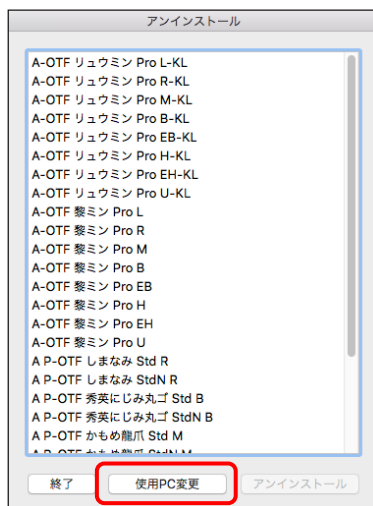 アンインストール
A-OTF リュウミン Pro L-KL
A-OTF リュウミン Pro R-KL
A-OTF リュウミン Pro M-KL
A-OTF リュウミン Pro B-KL
A-OTF リュウミン Pro EB-KL
A-OTF リュウミン Pro H-KL
A-OTF リュウミン Pro EH-KL
A-OTF リュウミン Pro U-KL
A-OTF 黎ミン Pro L
A-OTF 黎ミン Pro R
A-OTF 黎ミン Pro M
A-OTF 黎ミン Pro B
A-OTF 黎ミン Pro EB
A-OTF 黎ミン Pro H
A-OTF 黎ミン Pro EH
A-OTF 黎ミン Pro U
A P-OTF しまなみ Std R
A P-OTF しまなみ StdN R
A P-OTF 秀英にじみ丸ゴ Std B
A P-OTF 秀英にじみ丸ゴ StdN B
A P-OTF かもめ龍爪 Std M
A P-OTF かもめ龍爪 StdN M
終了 使用PC変更 アンインストール